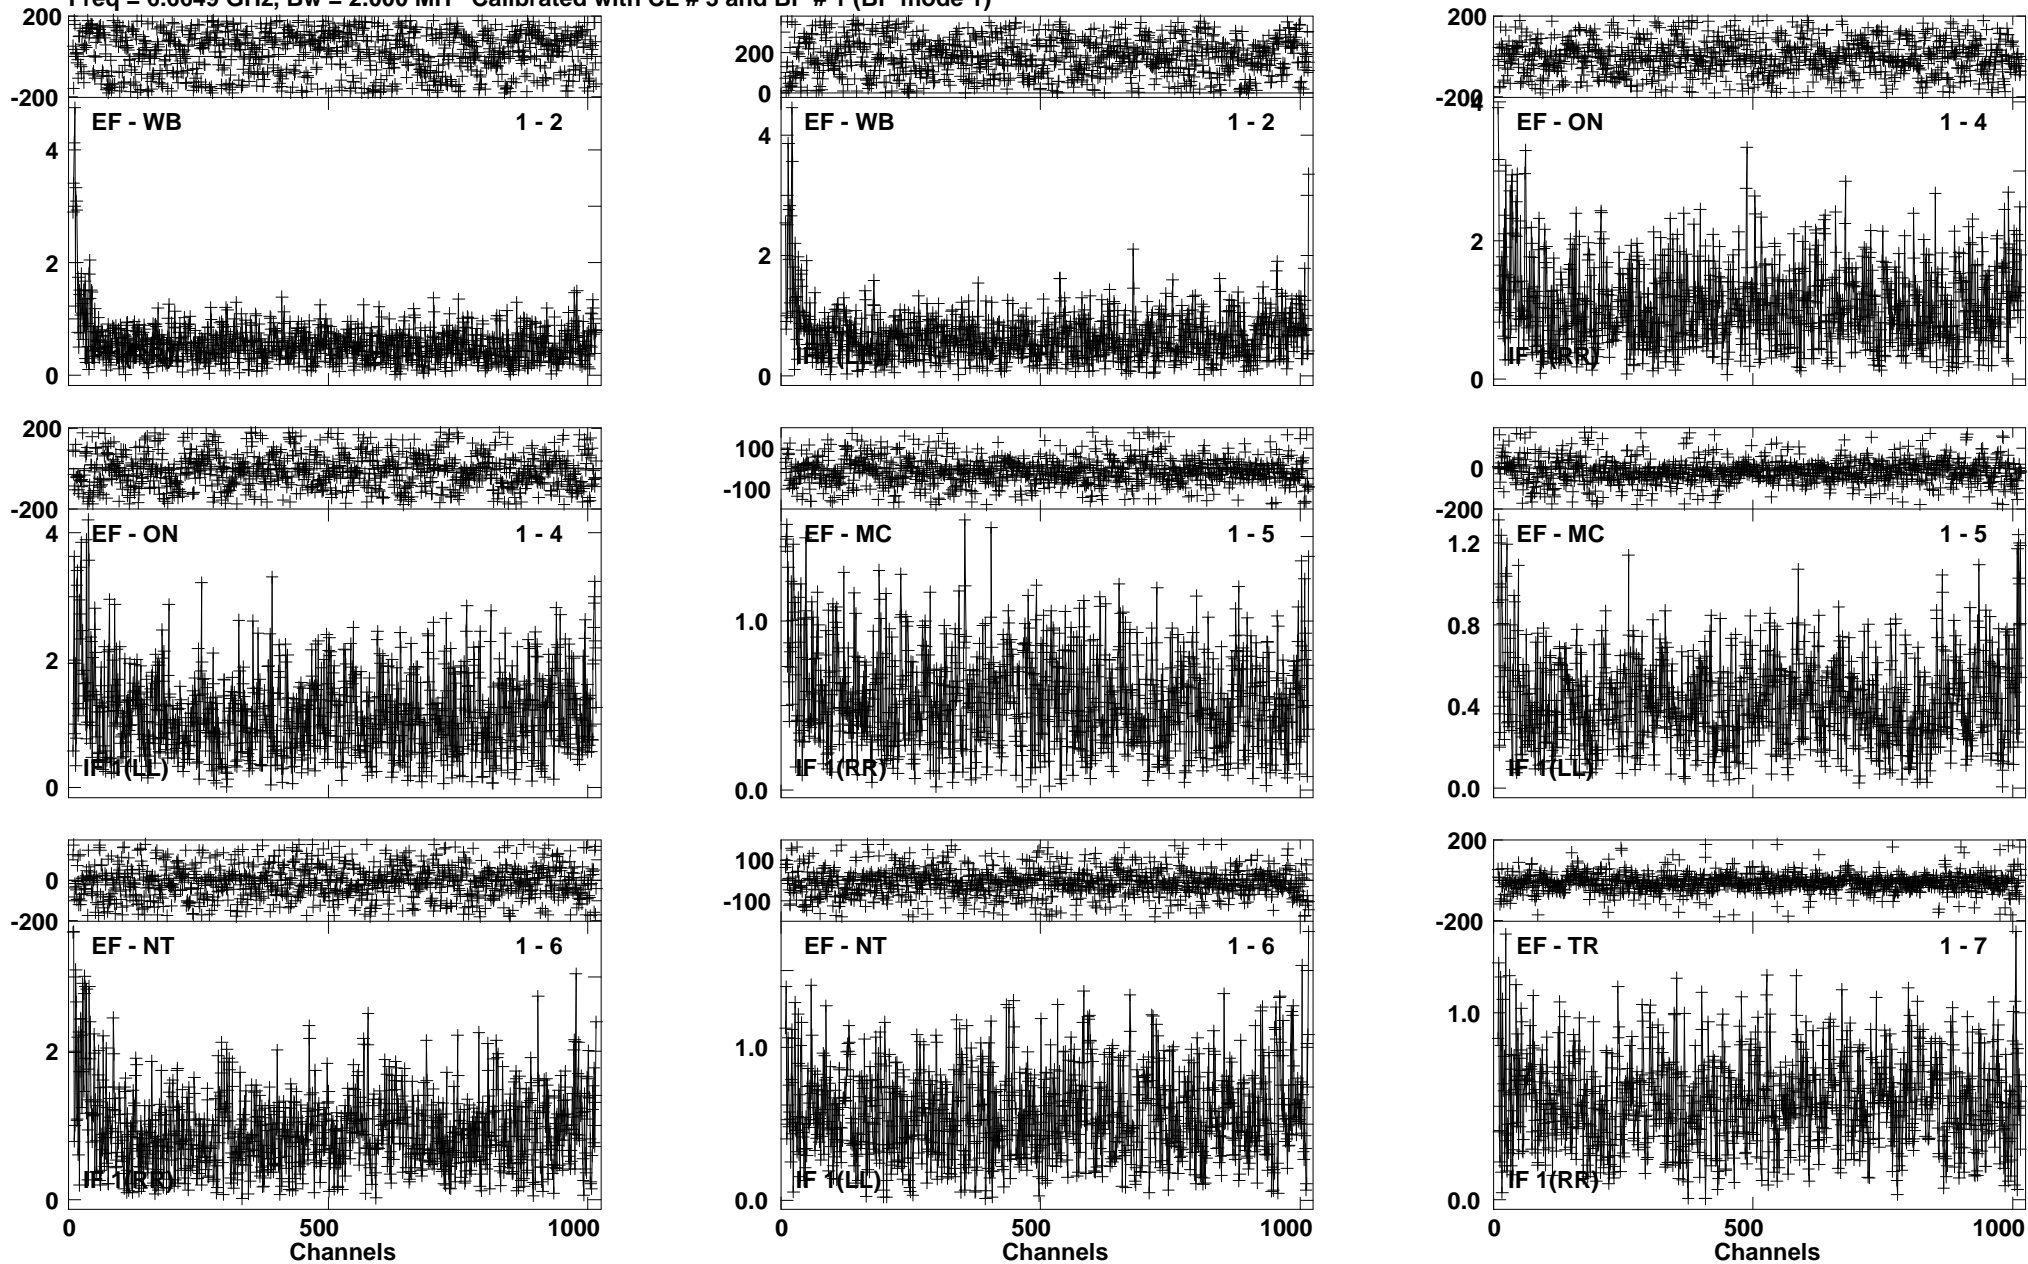 Freq = 6.6649 GHz, Bw = 2.000 MH Calibrated with CL # 3 and BP # 1 (BP mode 1)
200
-200
EF - WB 1 - 2
4
2
0
200
0
EF - WB 1 - 2
4
2
0
200
-200
4
EF - ON 1 - 4
2
IF 1(RR)
0
200
-200
4
EF - ON 1 - 4
2
IF 1(LL)
0
100
-100
EF - MC 1 - 5
1.0
IF 1(RR)
0.0
0
-200
EF - MC 1 - 5
1.2
0.8
0.4
IF 1(LL)
0.0
0
-200
EF - NT 1 - 6
2
IF 1(RR)
0
0 500 1000
Channels
100
-100
EF - NT 1 - 6
1.0
IF 1(LL)
0.0
0 500 1000
Channels
200
-200
EF - TR 1 - 7
1.0
IF 1(RR)
0.0
0 500 1000
Channels